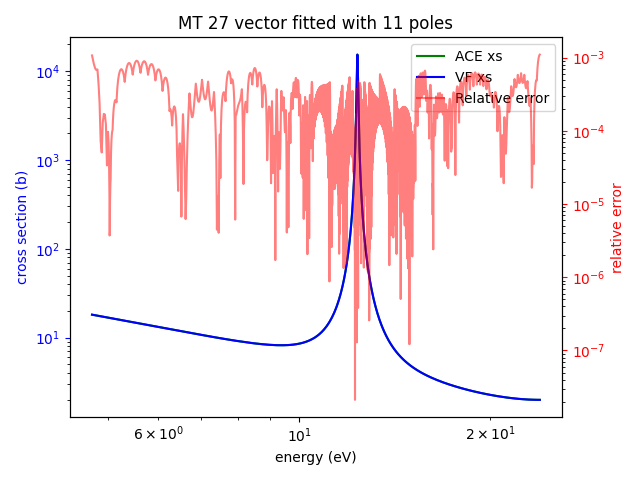 MT 27 vector fitted with 11 poles
ACE xs
VF xs
Relative error
10⁴
10³
10²
10¹
cross section (b)
10⁻³
10⁻⁴
10⁻⁵
10⁻⁶
10⁻⁷
relative error
6 × 10⁰
10¹
2 × 10¹
energy (eV)